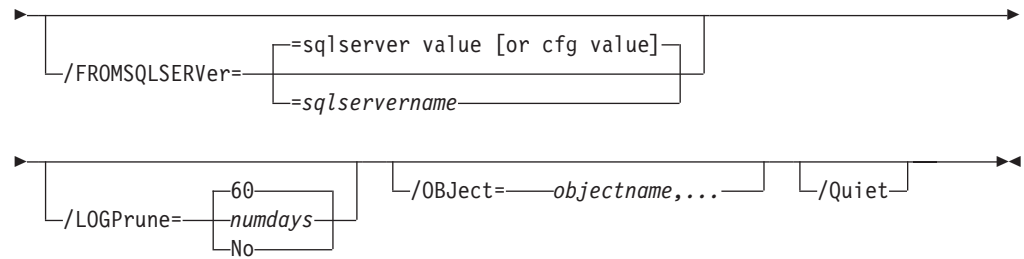 =sqlserver value [or cfg value]
/FROMSQLSERVer=
=sqlservername
60
/LOGPrune= numdays
No
/OBJect= objectname,...
/Quiet